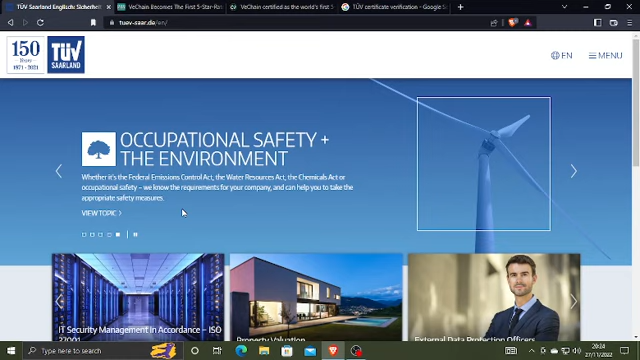 TÜV Saarland Englisch: Sicherheit
VeChain Becomes The First 5-Star-Rat
VeChain certified as the world's first 5
TÜV certificate verification - Google S
tuev-saar.de/en/
150
Jahre
1871 - 2021
TÜV
SAARLAND
EN
MENU
OCCUPATIONAL SAFETY +
THE ENVIRONMENT
Whether it's the Federal Emissions Control Act, the Water Resources Act, the Chemicals Act or
occupational safety – we know the requirements for your company, and can help you to take the
appropriate safety measures.
VIEW TOPIC
IT Security Management In Accordance – ISO
27001
Property Valuation
External Data Protection Officers
Type here to search
20:24
27/11/2022